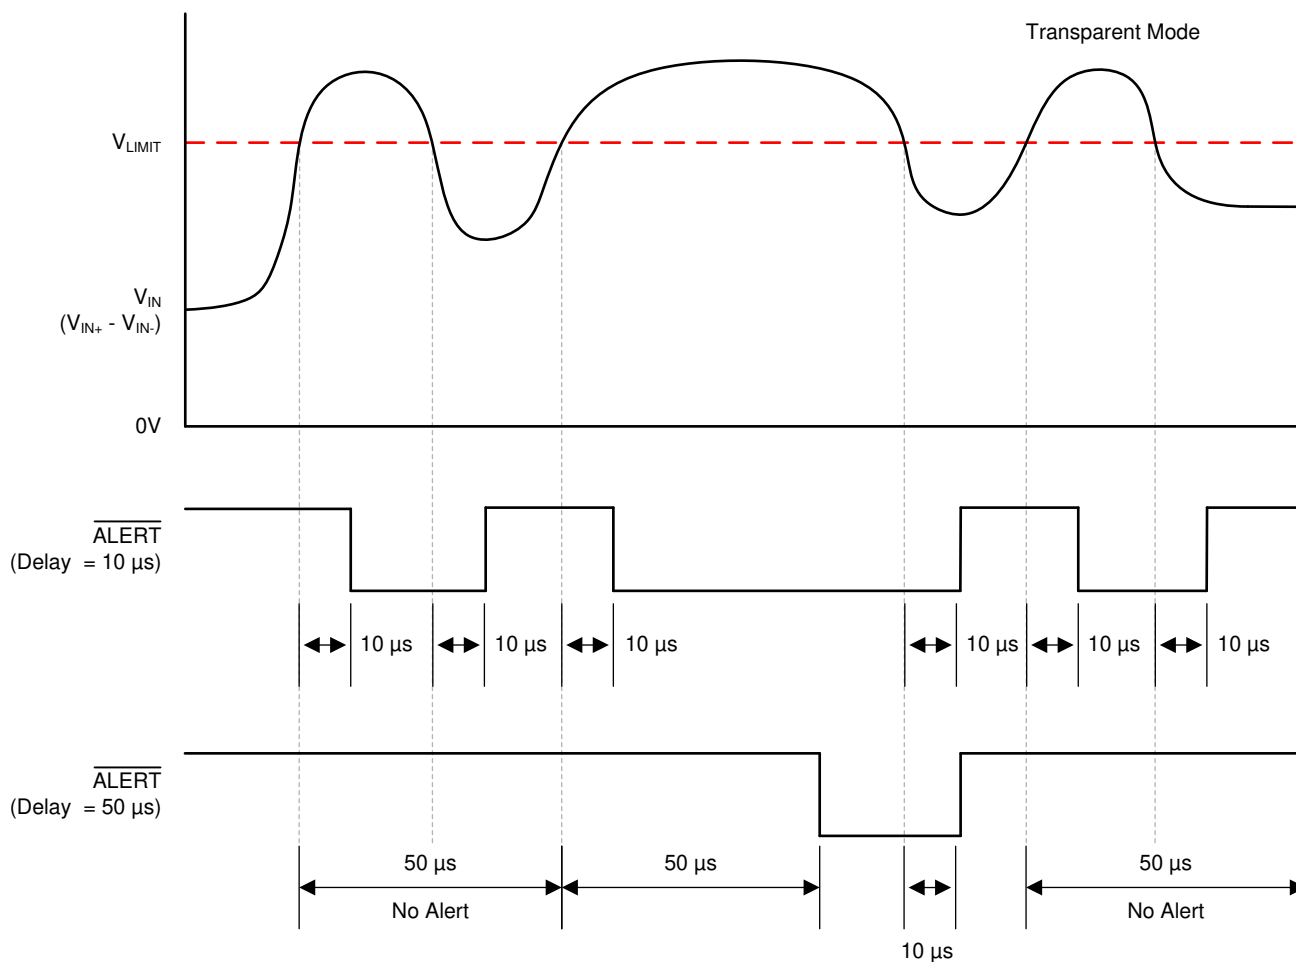 Transparent Mode
VLIMIT
VIN
(VIN+ - VIN-)
0V
ALERT
(Delay = 10 µs)
10 µs
10 µs
10 µs
10 µs
10 µs
10 µs
ALERT
(Delay = 50 µs)
50 µs
50 µs
50 µs
No Alert
No Alert
10 µs